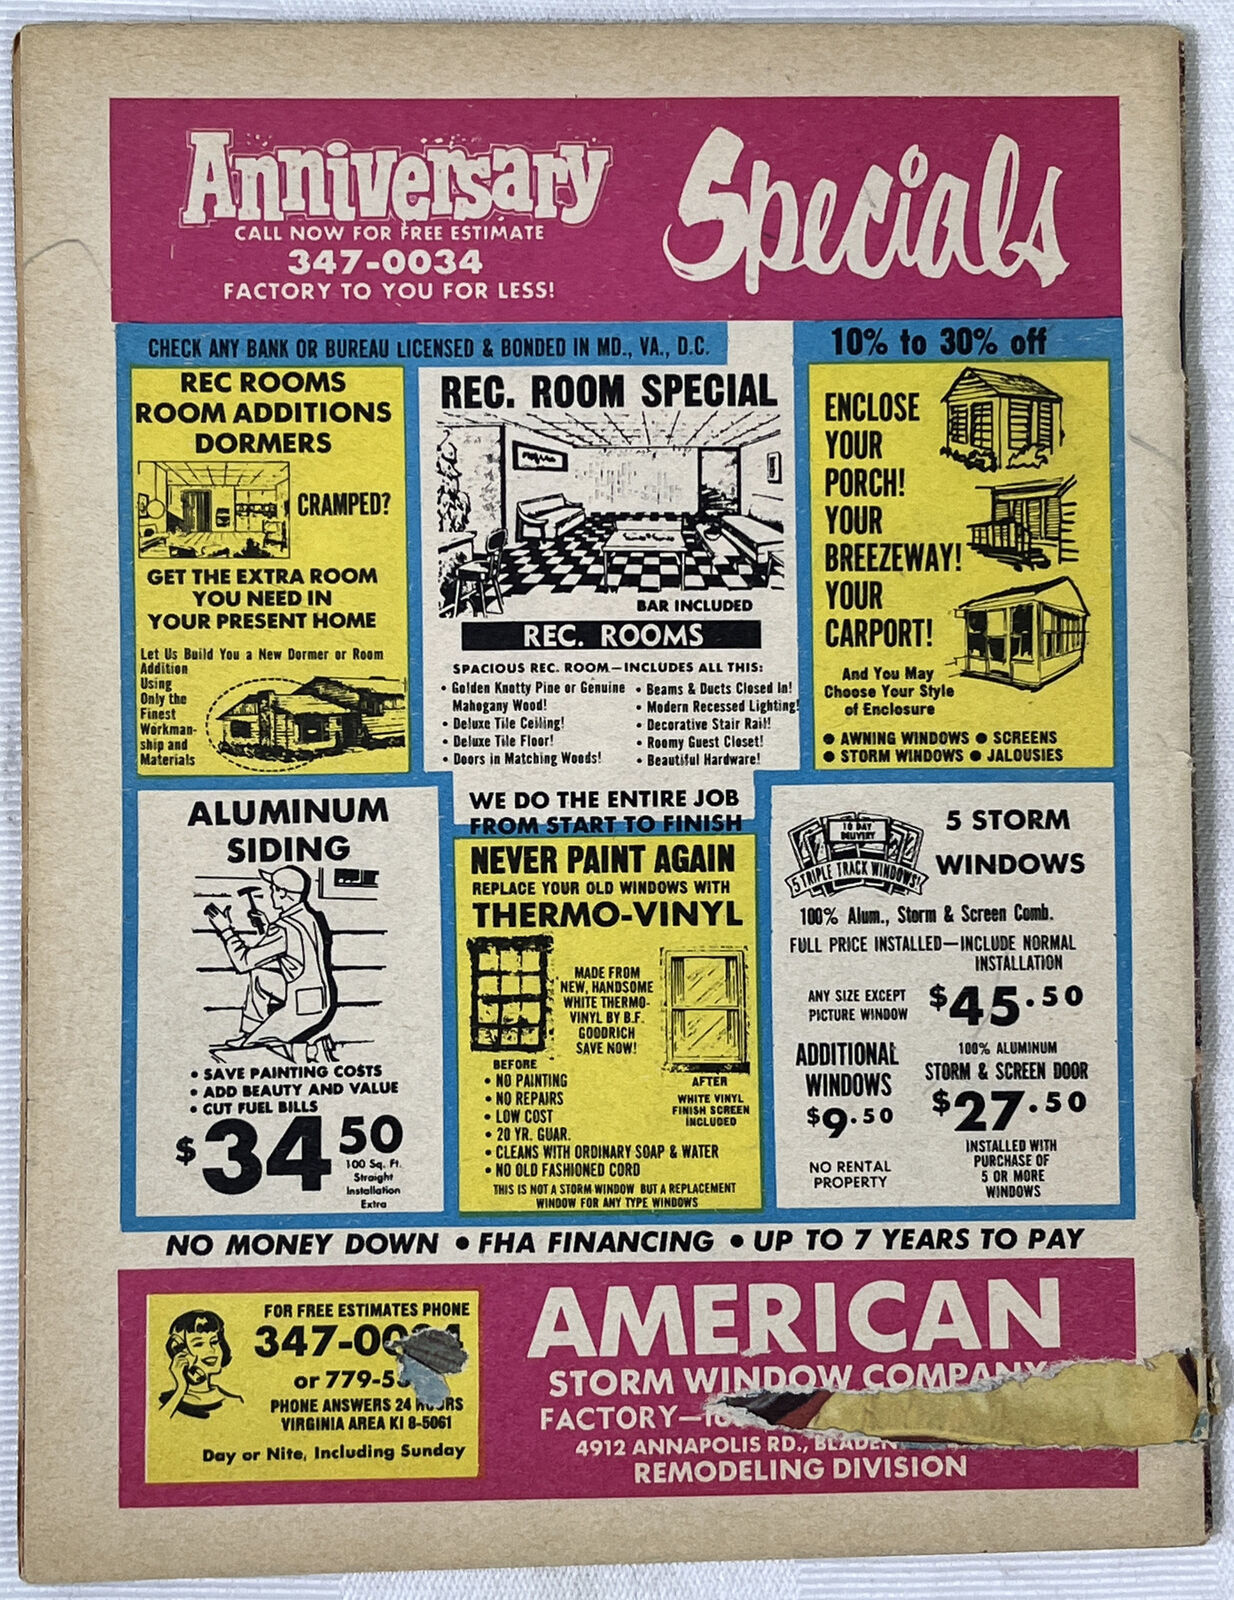 Anniversary Specials
CALL NOW FOR FREE ESTIMATE
347-0034
FACTORY TO YOU FOR LESS!
CHECK ANY BANK OR BUREAU LICENSED & BONDED IN MD., VA., D.C.
REC ROOMS
ROOM ADDITIONS
DORMERS
CRAMPED?
GET THE EXTRA ROOM
YOU NEED IN
YOUR PRESENT HOME
Let Us Build You a New Dormer or Room
Addition
Using
Only the
Finest
Workman-
ship and
Materials
REC. ROOM SPECIAL
BAR INCLUDED
REC. ROOMS
SPACIOUS REC. ROOM—INCLUDES ALL THIS:
• Golden Knotty Pine or Genuine
Mahogany Wood!
• Deluxe Tile Ceiling!
• Deluxe Tile Floor!
• Doors in Matching Woods!
• Beams & Ducts Closed In!
• Modern Recessed Lighting!
• Decorative Stair Rail!
• Roomy Guest Closet!
• Beautiful Hardware!
10% to 30% off
ENCLOSE
YOUR
PORCH!
YOUR
BREEZEWAY!
YOUR
CARPORT!
And You May
Choose Your Style
of Enclosure
● AWNING WINDOWS ● SCREENS
● STORM WINDOWS ● JALOUSIES
ALUMINUM
SIDING
• SAVE PAINTING COSTS
• ADD BEAUTY AND VALUE
• CUT FUEL BILLS
$34.50
100 Sq. Ft.
Straight
Installation
Extra
WE DO THE ENTIRE JOB
FROM START TO FINISH
NEVER PAINT AGAIN
REPLACE YOUR OLD WINDOWS WITH
THERMO-VINYL
MADE FROM
NEW, HANDSOME
WHITE THERMO-
VINYL BY B.F.
GOODRICH
SAVE NOW!
BEFORE
• NO PAINTING
• NO REPAIRS
• LOW COST
• 20 YR. GUAR.
• CLEANS WITH ORDINARY SOAP & WATER
• NO OLD FASHIONED CORD
AFTER
WHITE VINYL
FINISH SCREEN
INCLUDED
THIS IS NOT A STORM WINDOW BUT A REPLACEMENT
WINDOW FOR ANY TYPE WINDOWS
10 DAY
DELIVERY
5 TRIPLE TRACK WINDOWS!
5 STORM
WINDOWS
100% Alum., Storm & Screen Comb.
FULL PRICE INSTALLED—INCLUDE NORMAL
INSTALLATION
ANY SIZE EXCEPT
PICTURE WINDOW
$45.50
ADDITIONAL
WINDOWS
$9.50
100% ALUMINUM
STORM & SCREEN DOOR
$27.50
NO RENTAL
PROPERTY
INSTALLED WITH
PURCHASE OF
5 OR MORE
WINDOWS
NO MONEY DOWN • FHA FINANCING • UP TO 7 YEARS TO PAY
FOR FREE ESTIMATES PHONE
347-00
or 779-5
PHONE ANSWERS 24 HOURS
VIRGINIA AREA KI 8-5061
Day or Nite, Including Sunday
AMERICAN
STORM WINDOW COMPANY
FACTORY—
4912 ANNAPOLIS RD., BLADEN
REMODELING DIVISION